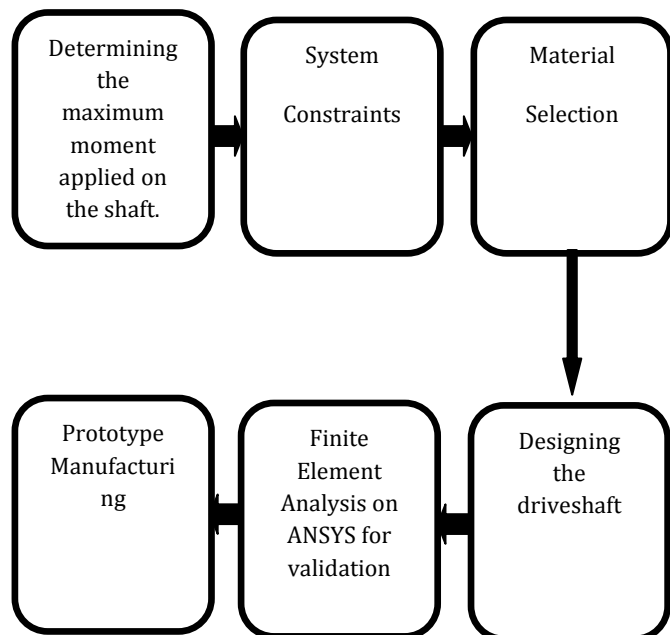 Determining
the
maximum
moment
applied on
the shaft.
System
Constraints
Material
Selection
Designing
the
driveshaft
Finite
Element
Analysis on
ANSYS for
validation
Prototype
Manufacturi
ng